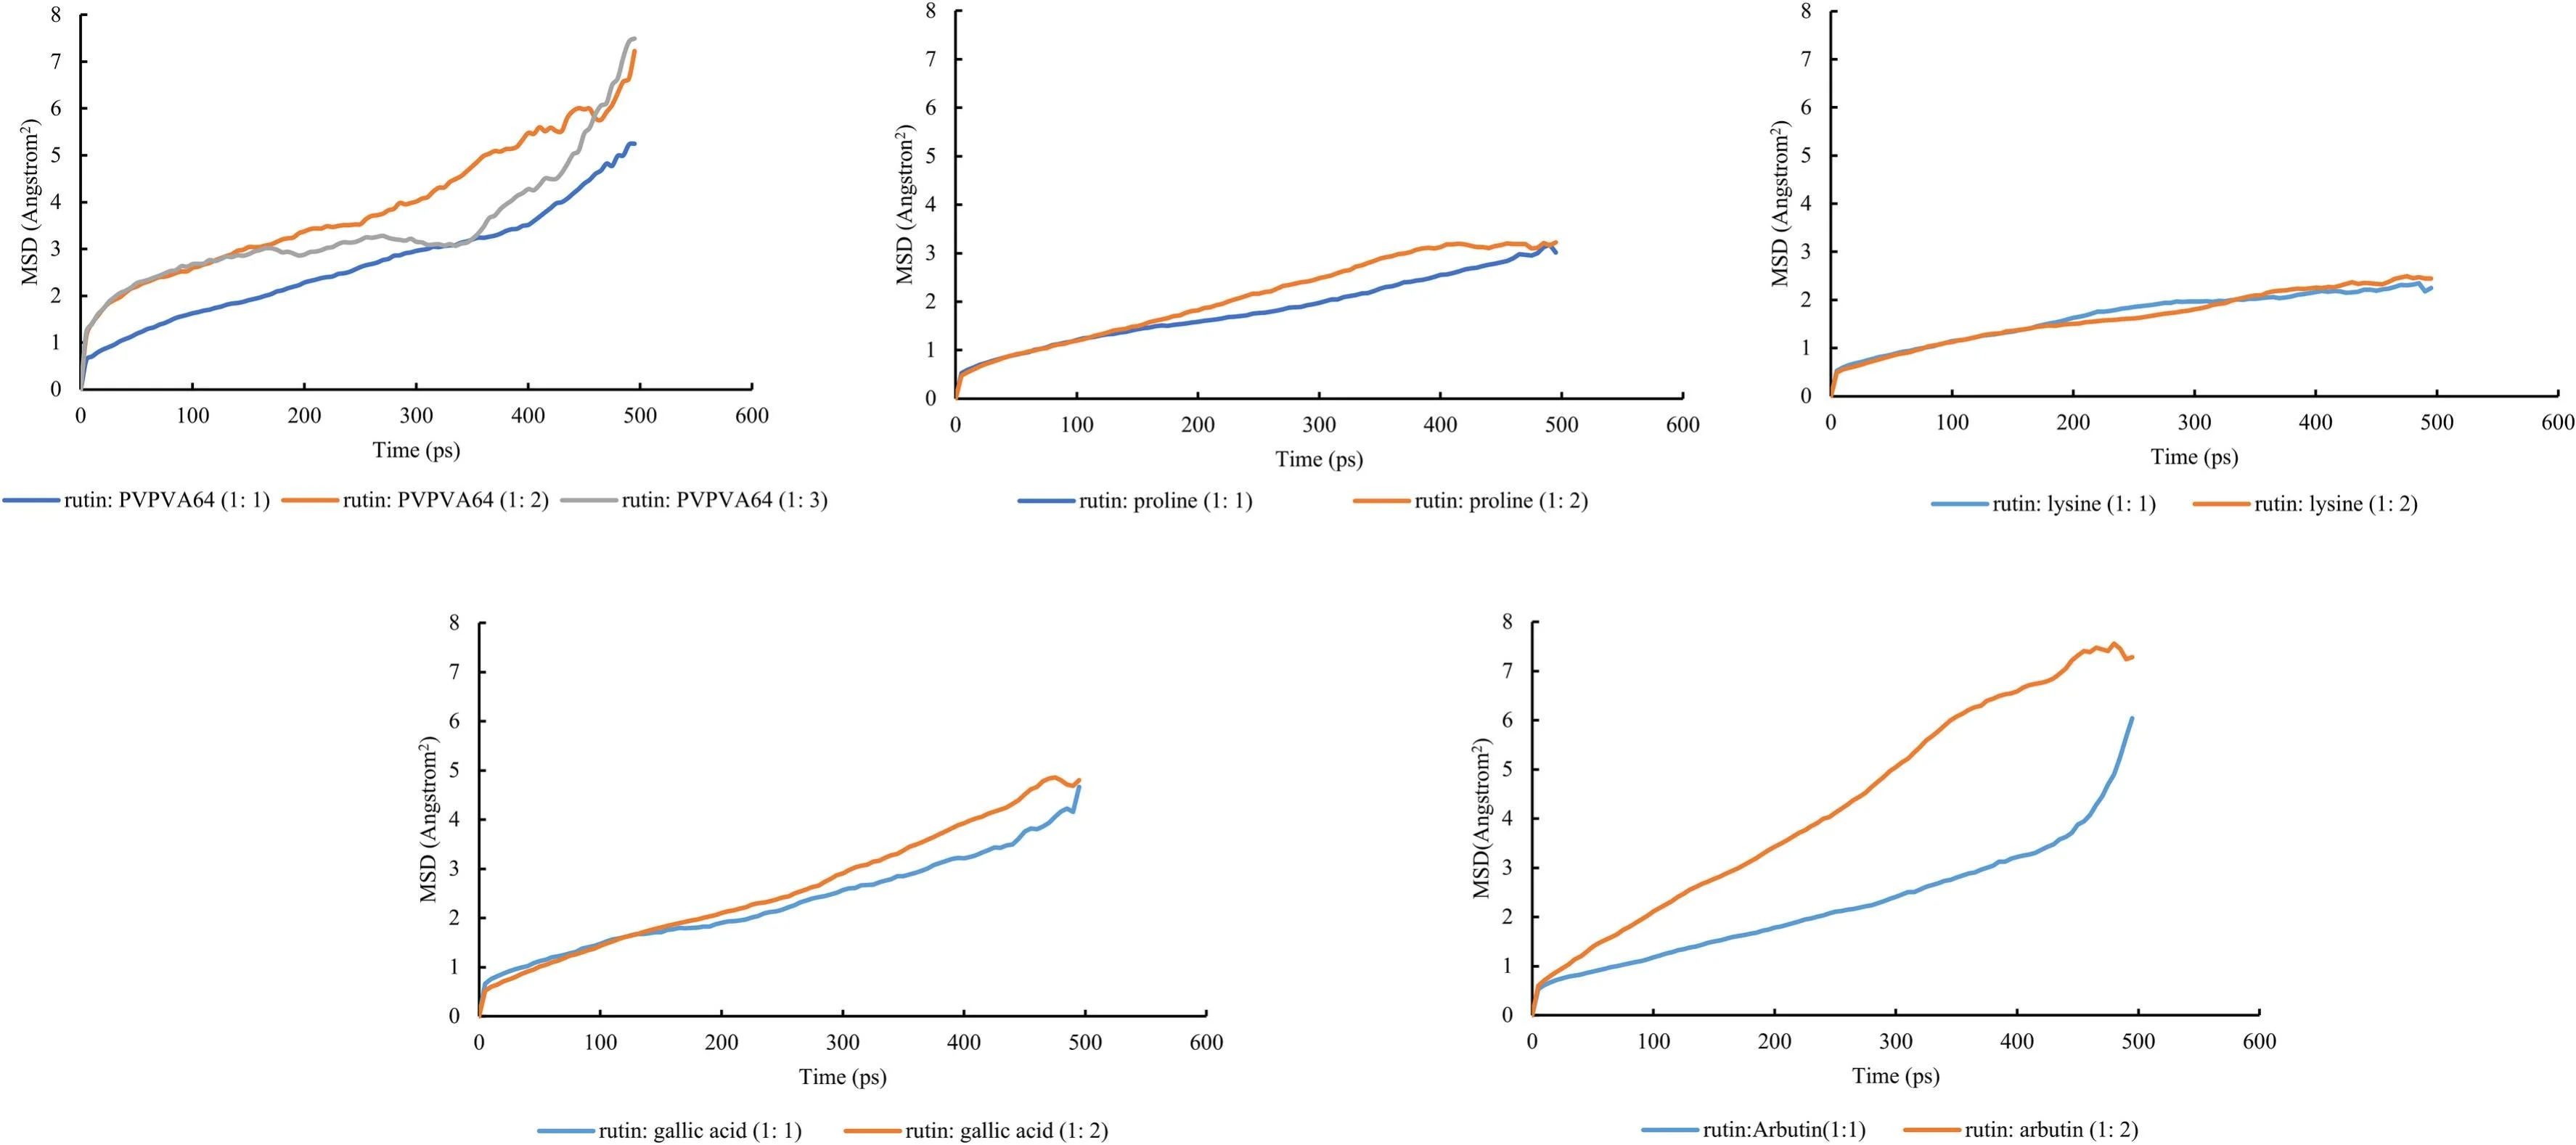 MSD (Angstrom²)
8
7
6
5
4
3
2
1
0
0 100 200 300 400 500 600
Time (ps)
rutin: PVPVA64 (1: 1) rutin: PVPVA64 (1: 2) rutin: PVPVA64 (1: 3)
MSD (Angstron²)
8
7
6
5
4
3
2
1
0
0 100 200 300 400 500 600
Time (ps)
rutin: proline (1: 1) rutin: proline (1: 2)
MSD (Angstrom²)
8
7
6
5
4
3
2
1
0
0 100 200 300 400 500 600
Time (ps)
rutin: lysine (1: 1) rutin: lysine (1: 2)
MSD (Angstrom²)
8
7
6
5
4
3
2
1
0
0 100 200 300 400 500 600
Time (ps)
rutin: gallic acid (1: 1) rutin: gallic acid (1: 2)
MSD(Angstrom²)
8
7
6
5
4
3
2
1
0
0 100 200 300 400 500 600
Time (ps)
rutin:Arbutin(1:1) rutin: arbutin (1: 2)